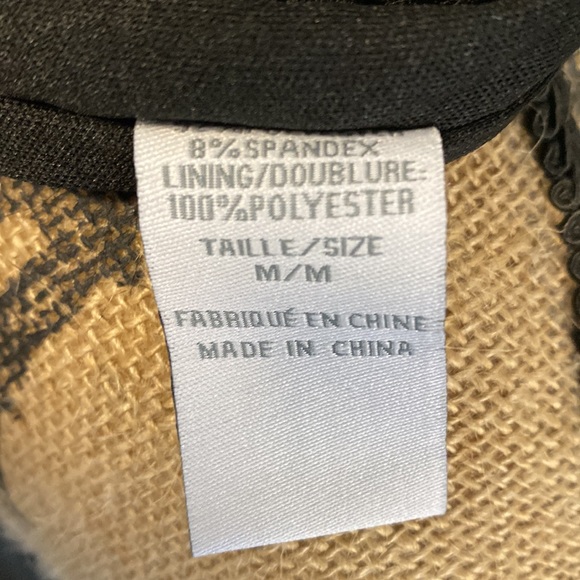 8%SPANDEX
LINING/DOUBLURE:
100%POLYESTER
TAILLE/SIZE
M/M
FABRIQUÉ EN CHINE
MADE IN CHINA